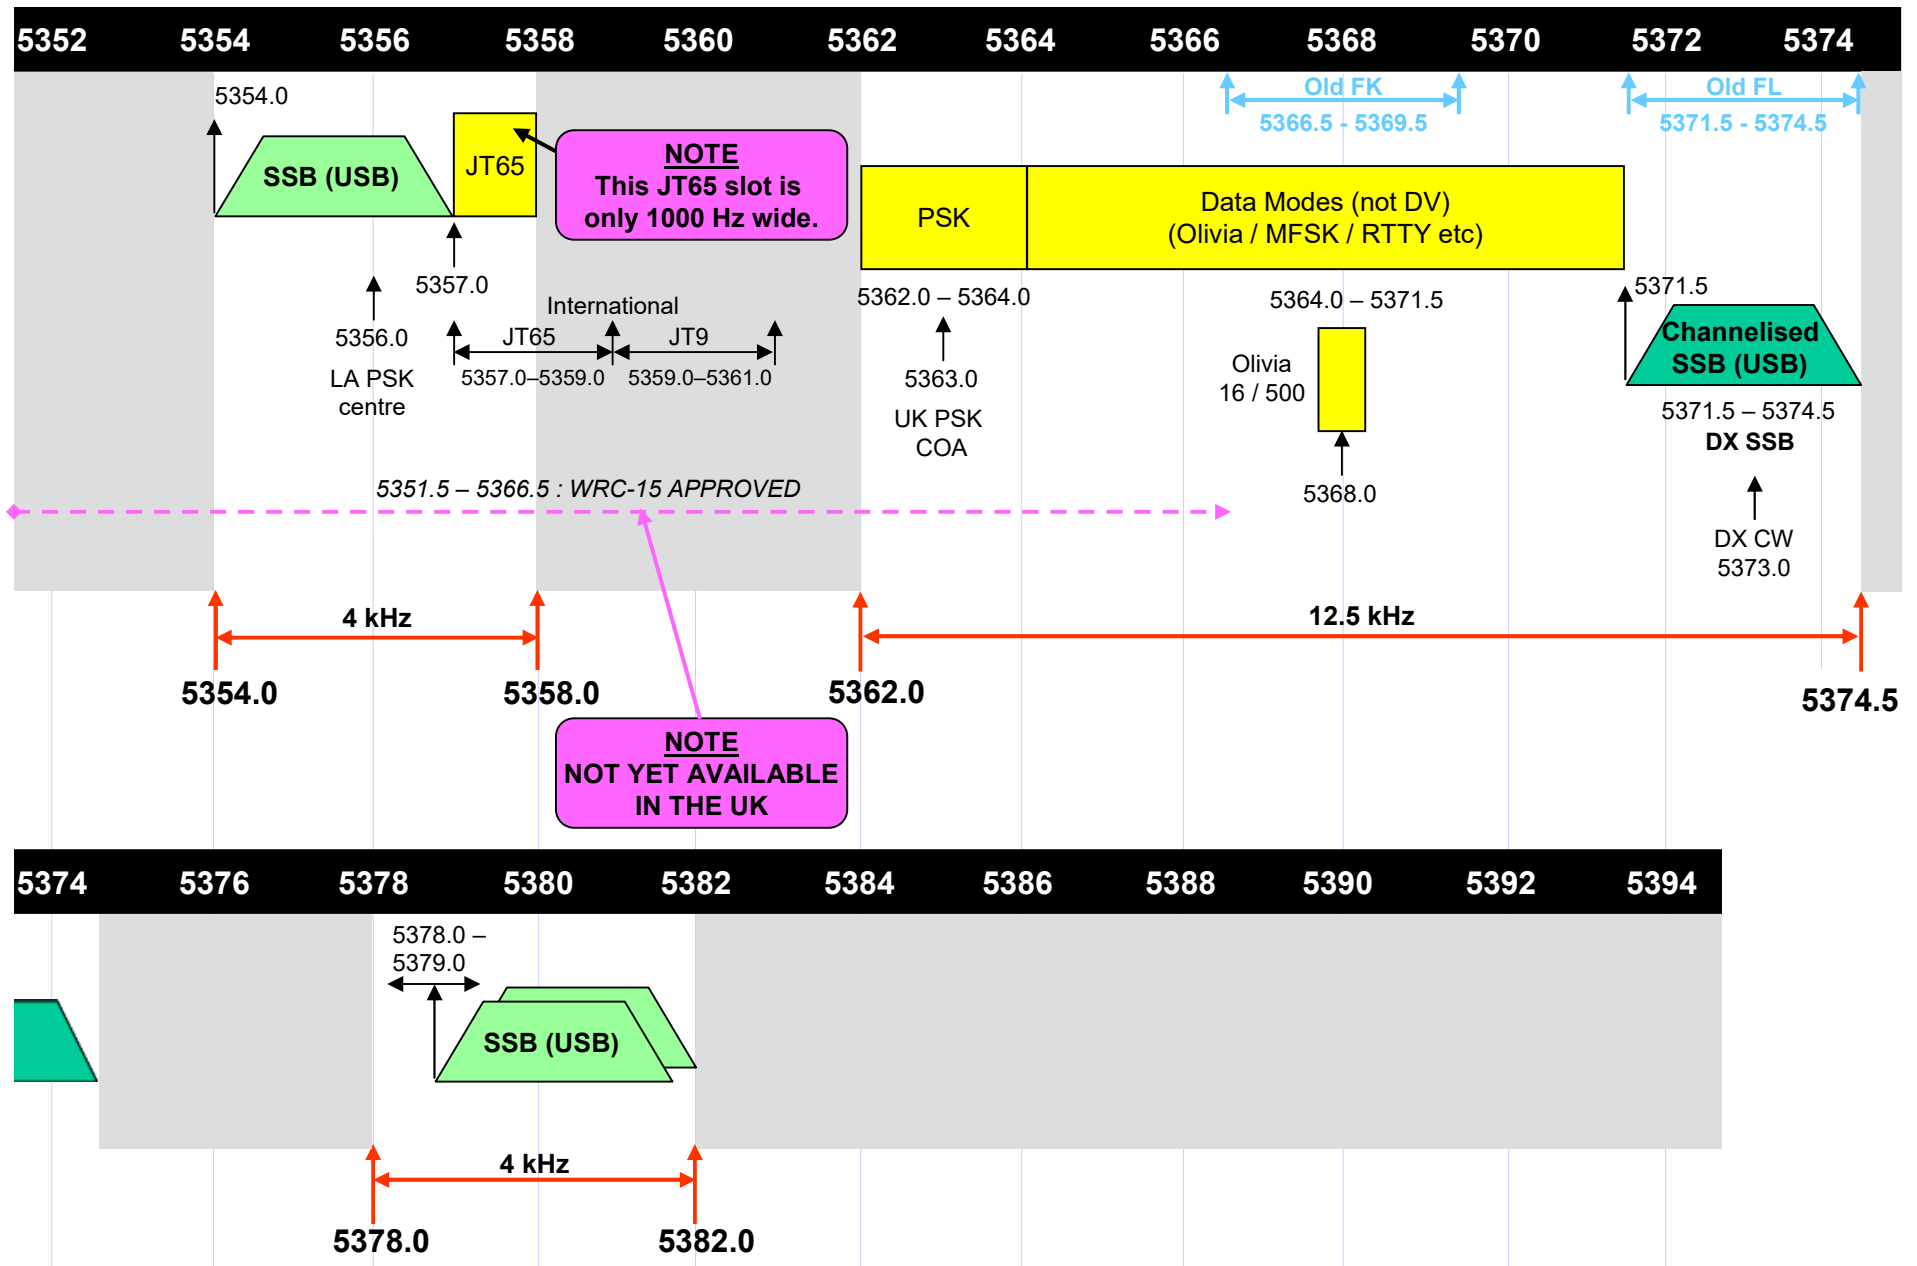 5352 5354 5356 5358 5360 5362 5364 5366 5368 5370 5372 5374
Old FK
5366.5 - 5369.5
Old FL
5371.5 - 5374.5
5354.0
SSB (USB)
JT65
NOTE
This JT65 slot is
only 1000 Hz wide.
PSK
Data Modes (not DV)
(Olivia / MFSK / RTTY etc)
5357.0
5356.0
LA PSK
centre
International
JT65
JT9
5357.0–5359.0
5359.0–5361.0
5362.0 – 5364.0
5363.0
UK PSK
COA
5364.0 – 5371.5
Olivia
16 / 500
5368.0
5371.5
Channelised
SSB (USB)
5371.5 – 5374.5
DX SSB
DX CW
5373.0
5351.5 – 5366.5 : WRC-15 APPROVED
4 kHz
12.5 kHz
5354.0
5358.0
5362.0
5374.5
NOTE
NOT YET AVAILABLE
IN THE UK
5374 5376 5378 5380 5382 5384 5386 5388 5390 5392 5394
5378.0 –
5379.0
SSB (USB)
4 kHz
5378.0
5382.0